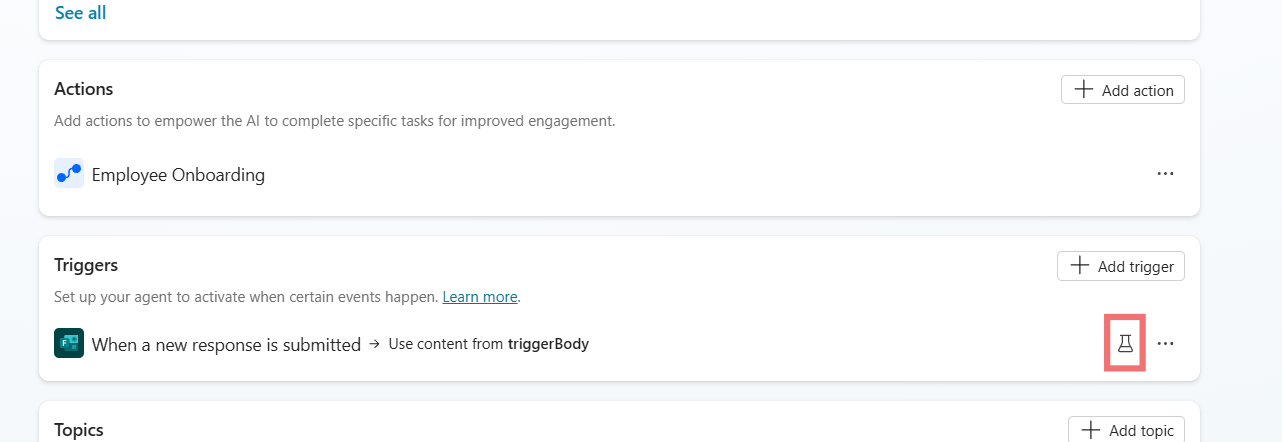 See all
Actions
Add action
Add actions to empower the AI to complete specific tasks for improved engagement.
Employee Onboarding
Triggers
Add trigger
Set up your agent to activate when certain events happen. Learn more.
F
When a new response is submitted → Use content from triggerBody
Topics
Add topic